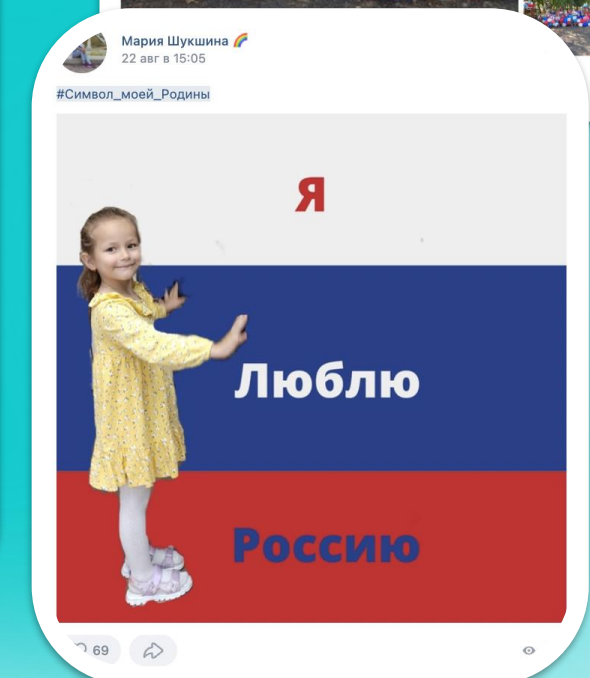 Мария Шукшина
22 авг в 15:05
#Символ_моей_Родины
Я
Люблю
Россию
69